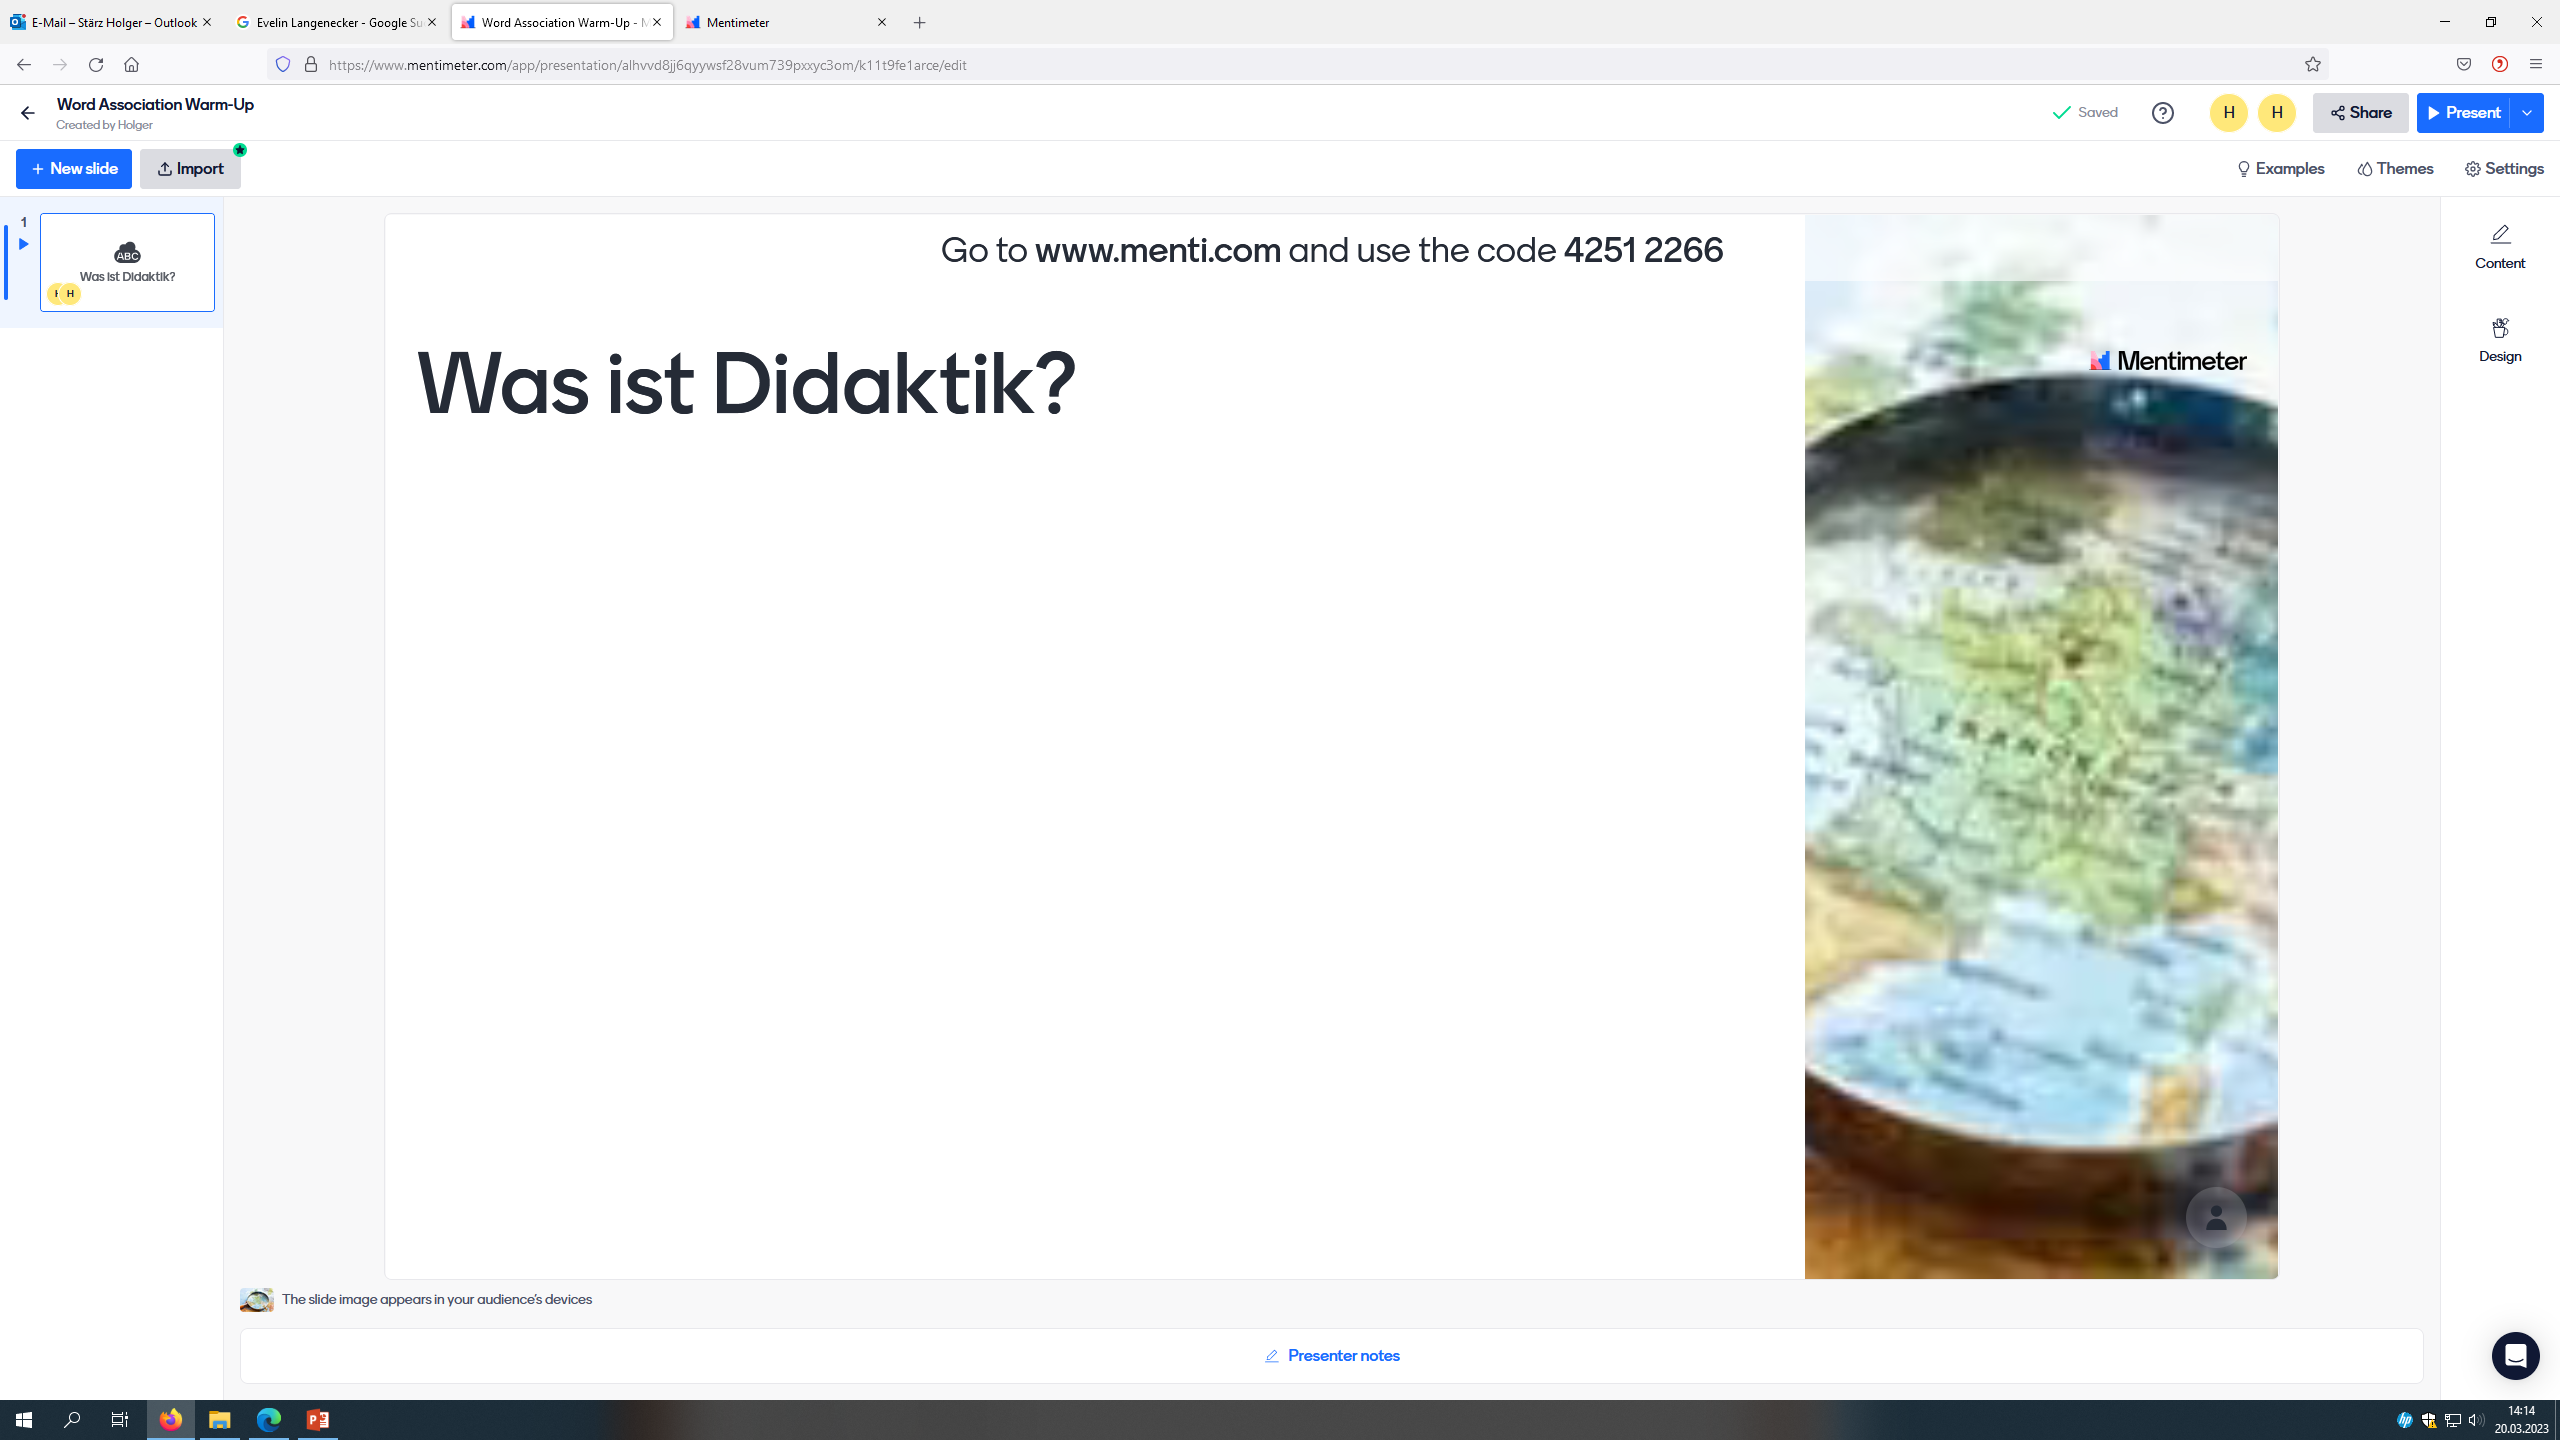 E-Mail – Stärz Holger – Outlook
Evelin Langenecker - Google Su
Word Association Warm-Up - M
Mentimeter
https://www.mentimeter.com/app/presentation/alhvvd8jj6qyywsf28vum739pxxyc3om/k11t9fe1arce/edit
Word Association Warm-Up
Created by Holger
Saved
H
H
Share
Present
New slide
Import
Examples
Themes
Settings
1
ABC
Was ist Didaktik?
H
Go to www.menti.com and use the code 4251 2266
Was ist Didaktik?
Mentimeter
FRANCE
Content
Design
The slide image appears in your audience's devices
Presenter notes
14:14
20.03.2023